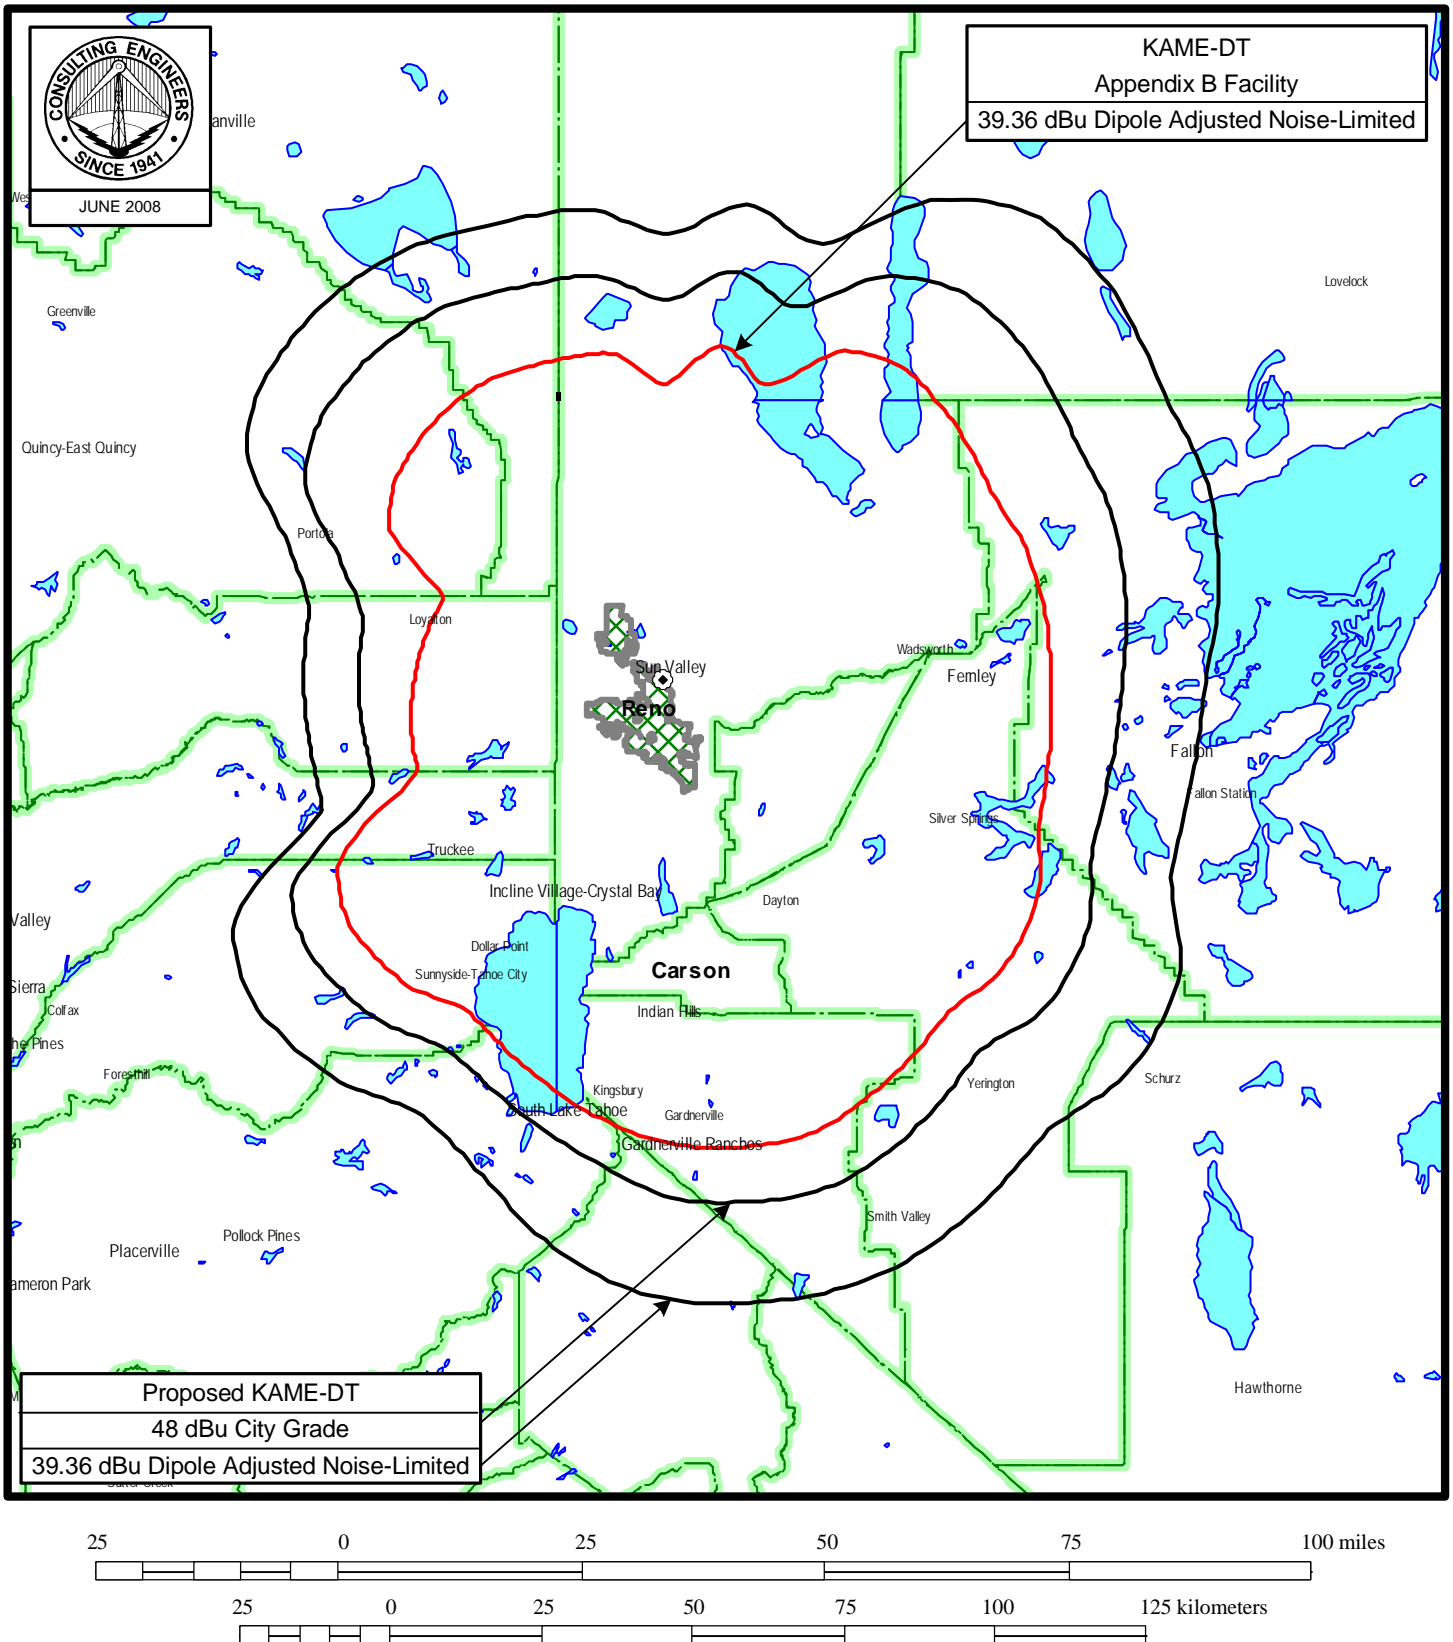 CONSULTING ENGINEERS
SINCE 1941
JUNE 2008
KAME-DT
Appendix B Facility
39.36 dBu Dipole Adjusted Noise-Limited
anville
Wes
Lovelock
Greenville
Quincy-East Quincy
Portola
Loyalton
Sun Valley
Reno
Wadsworth
Fernley
Fallon
Fallon Station
Silver Springs
Truckee
Incline Village-Crystal Bay
Dayton
Valley
Dollar Point
Carson
Sunnyside-Tahoe City
Sierra
Colfax
Indian Hills
he Pines
Foresthill
Kingsbury
Yerington
Schurz
South Lake Tahoe
Gardnerville
Gardnerville Ranchos
n
Smith Valley
Pollock Pines
Placerville
ameron Park
Hawthorne
M
Proposed KAME-DT
48 dBu City Grade
39.36 dBu Dipole Adjusted Noise-Limited
25 0 25 50 75 100 miles
25 0 25 50 75 100 125 kilometers